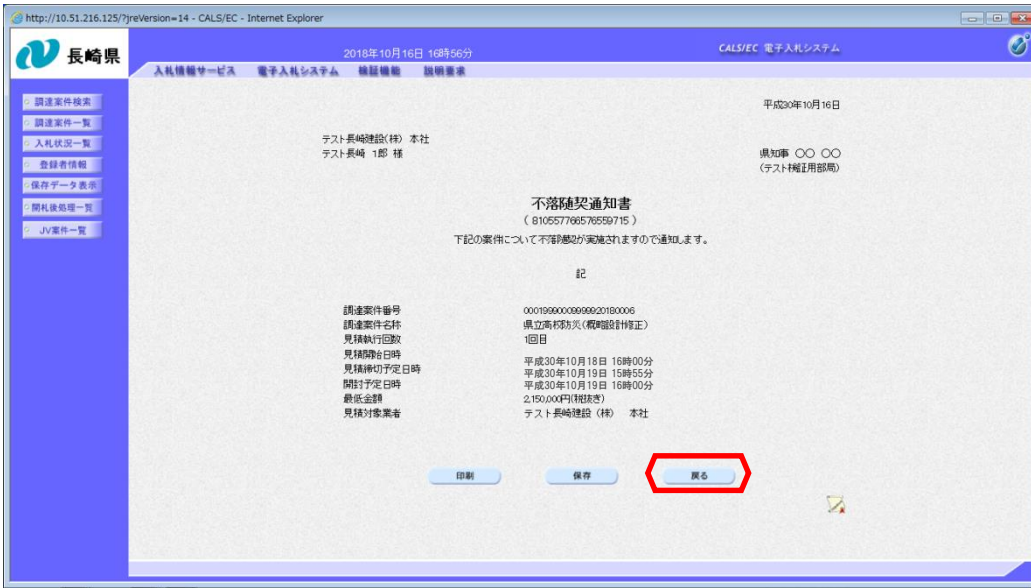 http://10.51.216.125/?jreVersion=14 - CALS/EC - Internet Explorer
長崎県
2018年10月16日 16時56分
CALS/EC 電子入札システム
入札情報サービス 電子入札システム 検証機能 説明要求
調達案件検索
調達案件一覧
入札状況一覧
登録者情報
保存データ表示
開札後処理一覧
JV案件一覧
平成30年10月16日
テスト長崎建設(株) 本社
テスト長崎 1郎 様
県知事 〇〇 〇〇
(テスト検証用部局)
不落随契通知書
( 810557766576559715 )
下記の案件について不落随契が実施されますので通知します。
記
調達案件番号 00019990009999920180006
調達案件名称 県立高校防災(概略設計修正)
見積執行回数 1回目
見積開始日時 平成30年10月18日 16時00分
見積締切予定日時 平成30年10月19日 15時55分
開封予定日時 平成30年10月19日 16時00分
最低金額 2,150,000円(税抜き)
見積対象業者 テスト長崎建設(株) 本社
印刷 保存 戻る